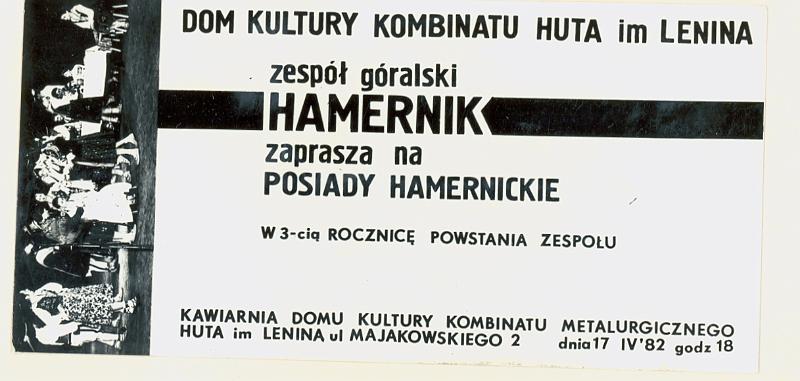 DOM KULTURY KOMBINATU HUTA im LENINA
zespół góralski
HAMERNIK
zaprasza na
POSIADY HAMERNICKIE
W 3-cią ROCZNICĘ POWSTANIA ZESPOŁU
KAWIARNIA DOMU KULTURY KOMBINATU METALURGICZNEGO
HUTA im LENINA ul MAJAKOWSKIEGO 2 dnia 17 IV'82 godz 18